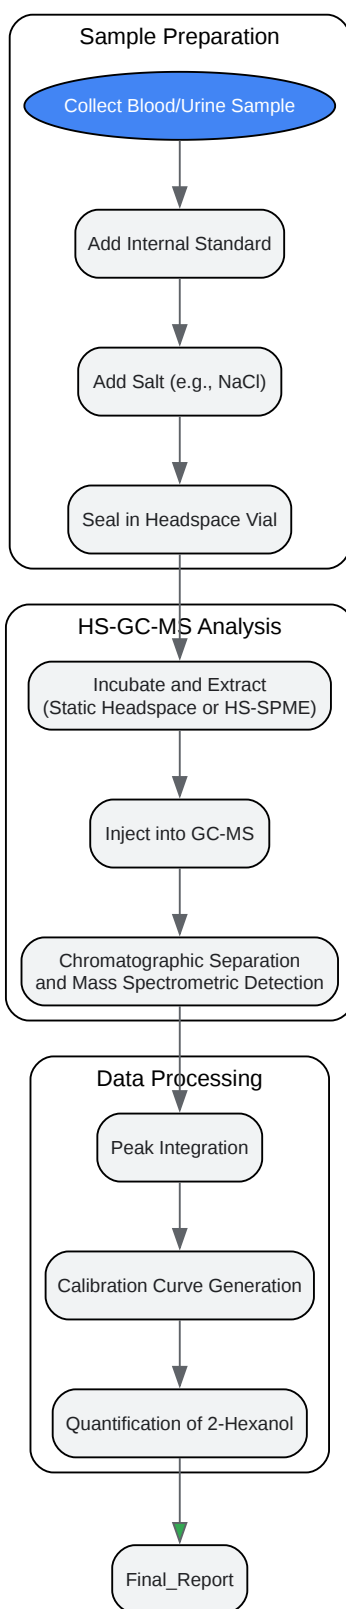 Sample Preparation
Collect Blood/Urine Sample
Add Internal Standard
Add Salt (e.g., NaCl)
Seal in Headspace Vial
HS-GC-MS Analysis
Incubate and Extract
(Static Headspace or HS-SPME)
Inject into GC-MS
Chromatographic Separation
and Mass Spectrometric Detection
Data Processing
Peak Integration
Calibration Curve Generation
Quantification of 2-Hexanol
Final_Report